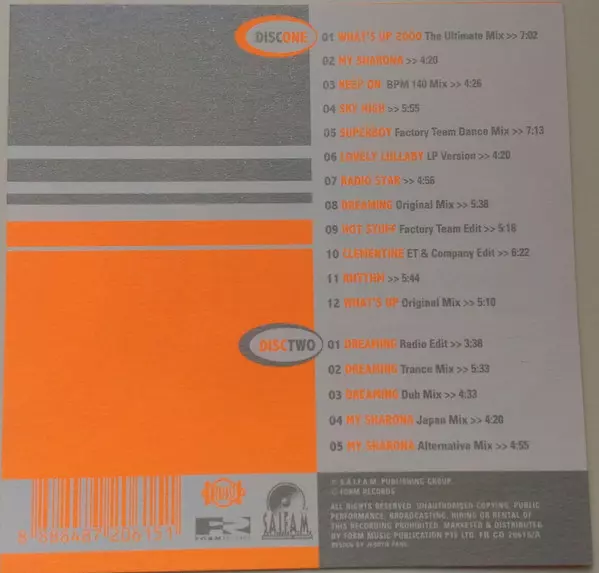 DISCONE
01 WHAT'S UP 2000 The Ultimate Mix >> 7:02
02 MY SHARONA >> 4:20
03 KEEP ON BPM 140 Mix >> 4:26
04 SKY HIGH >> 5:55
05 SUPERBOY Factory Team Dance Mix >> 7:13
06 LOVELY LULLABY LP Version >> 4:20
07 RADIO STAR >> 4:56
08 DREAMING Original Mix >> 5:38
09 HOT STUFF Factory Team Edit >> 5:18
10 CLEMENTINE ET & Company Edit >> 6:22
11 RHYTHM >> 5:44
12 WHAT'S UP Original Mix >> 5:10
DISCTWO
01 DREAMING Radio Edit >> 3:38
02 DREAMING Trance Mix >> 5:33
03 DREAMING Dub Mix >> 4:33
04 MY SHARONA Japan Mix >> 4:20
05 MY SHARONA Alternative Mix >> 4:55
S.A.I.F.A.M.
℗ S.A.I.F.A.M. PUBLISHING GROUP
© FORM RECORDS
ALL RIGHTS RESERVED. UNAUTHORISED COPYING, PUBLIC
PERFORMANCE, BROADCASTING, HIRING OR RENTAL OF
THIS RECORDING PROHIBITED. MARKETED & DISTRIBUTED
BY FORM MUSIC PUBLICATION PTE LTD. FR CD 20615/A